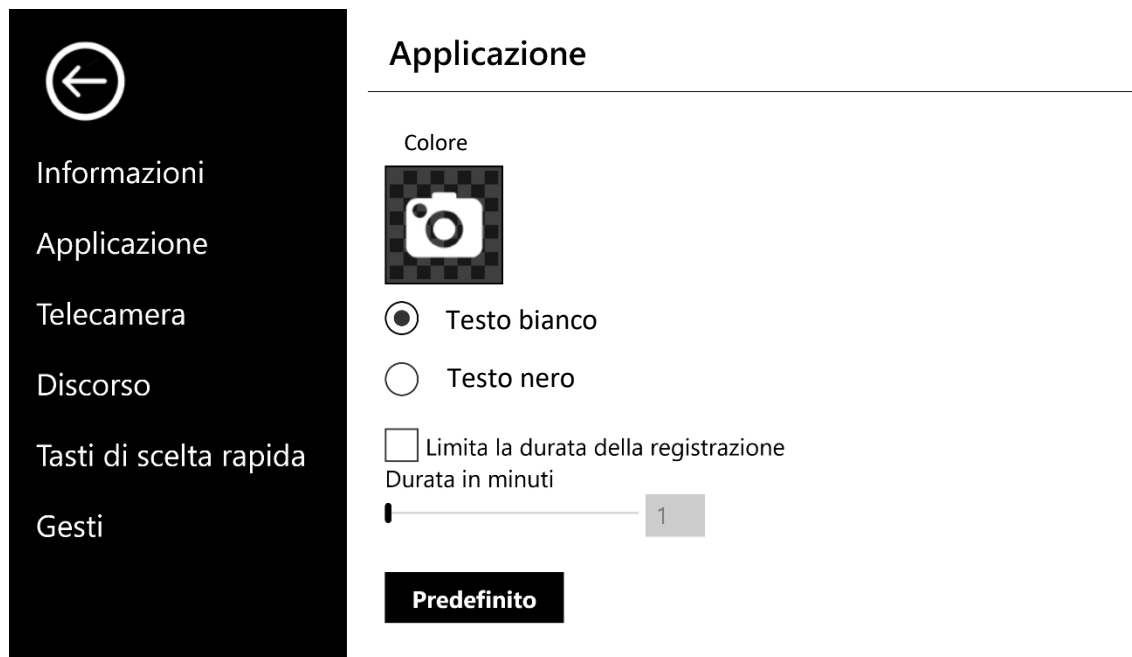 Informazioni
Applicazione
Telecamera
Discorso
Tasti di scelta rapida
Gesti
Applicazione
Colore
Testo bianco
Testo nero
Limita la durata della registrazione
Durata in minuti
1
Predefinito